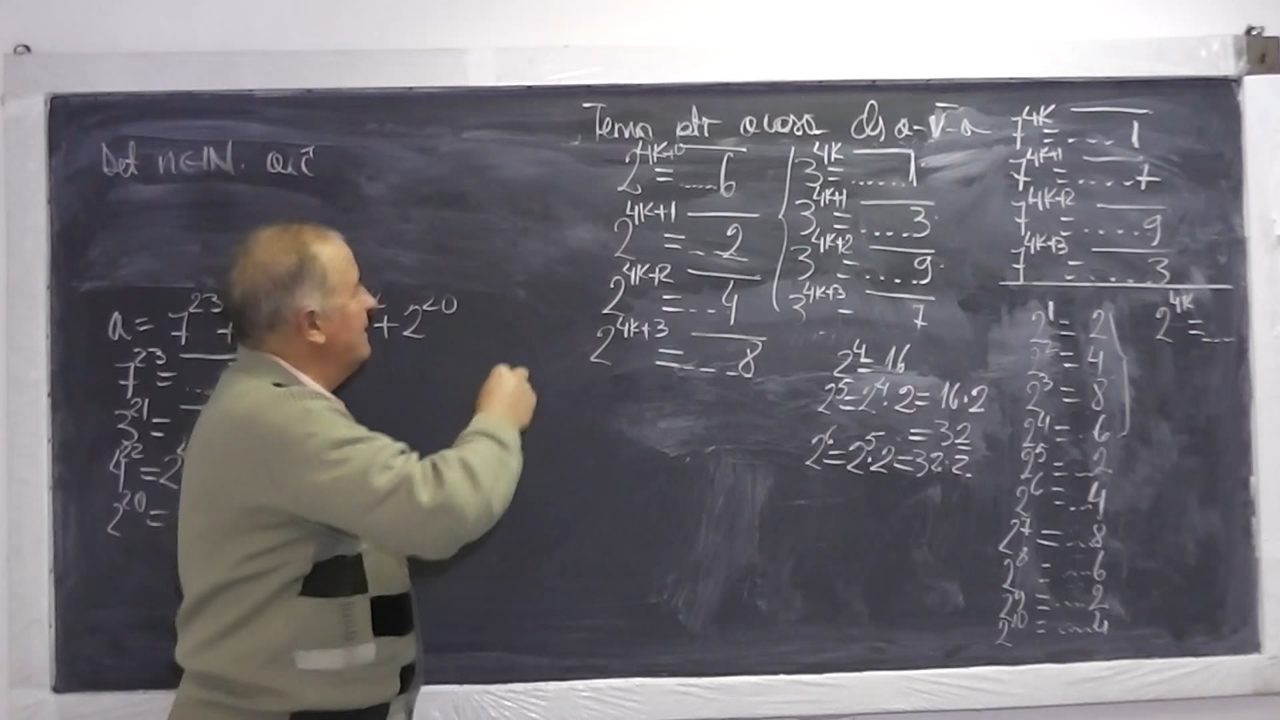 Det n∈ℕ. a.î
a = 7^23 + + 2^20
7^23 = ...
3^21 =
4^22 = 2
2^20 =
Tema ptr acasa cls a-V-a
2^4K+0 = ....6
2^4K+1 = ...2
2^4K+2 = ...4
2^4K+3 = ...8
3^4K = .....1
3^4K+1 = ....3
3^4K+2 = ....9
3^4K+3 7
2^4 = 16
2^5 = 2^4·2 = 16·2
= 32
2^6 = 2^5·2 = 32·2
7^4K = ....1
7^4K+1 = ....7
7^4K+2 = ....9
7^4K+3 = ....3
2^1 = 2
2^2 = 4
2^3 = 8
2^4 = .6
2^5 = ...2
2^6 = ...4
2^7 = ...8
2^8 = ...6
2^9 = ....2
2^10 = ....4
2^4K = ...